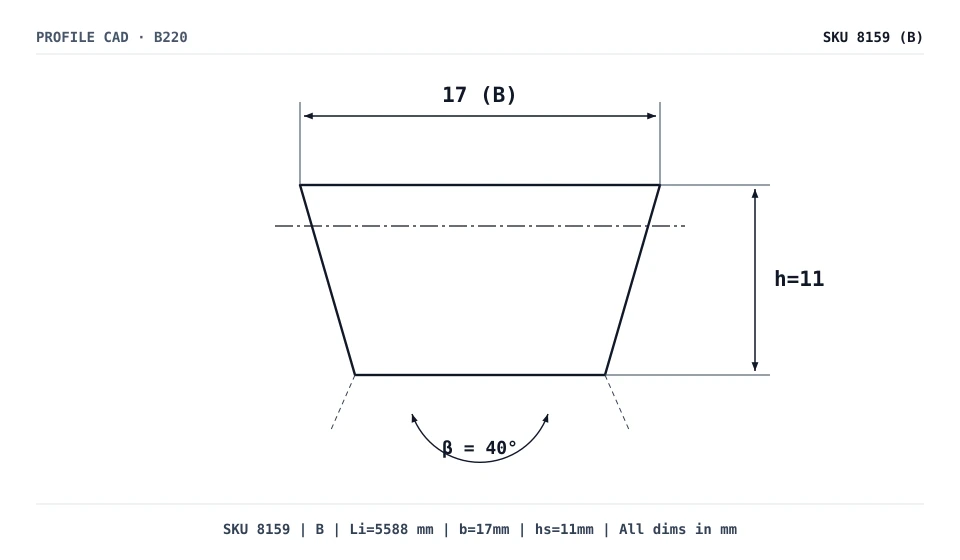 PROFILE CAD · B220
SKU 8159 (B)
17 (B)
h=11
β = 40°
SKU 8159 | B | Li=5588 mm | b=17mm | hs=11mm | All dims in mm